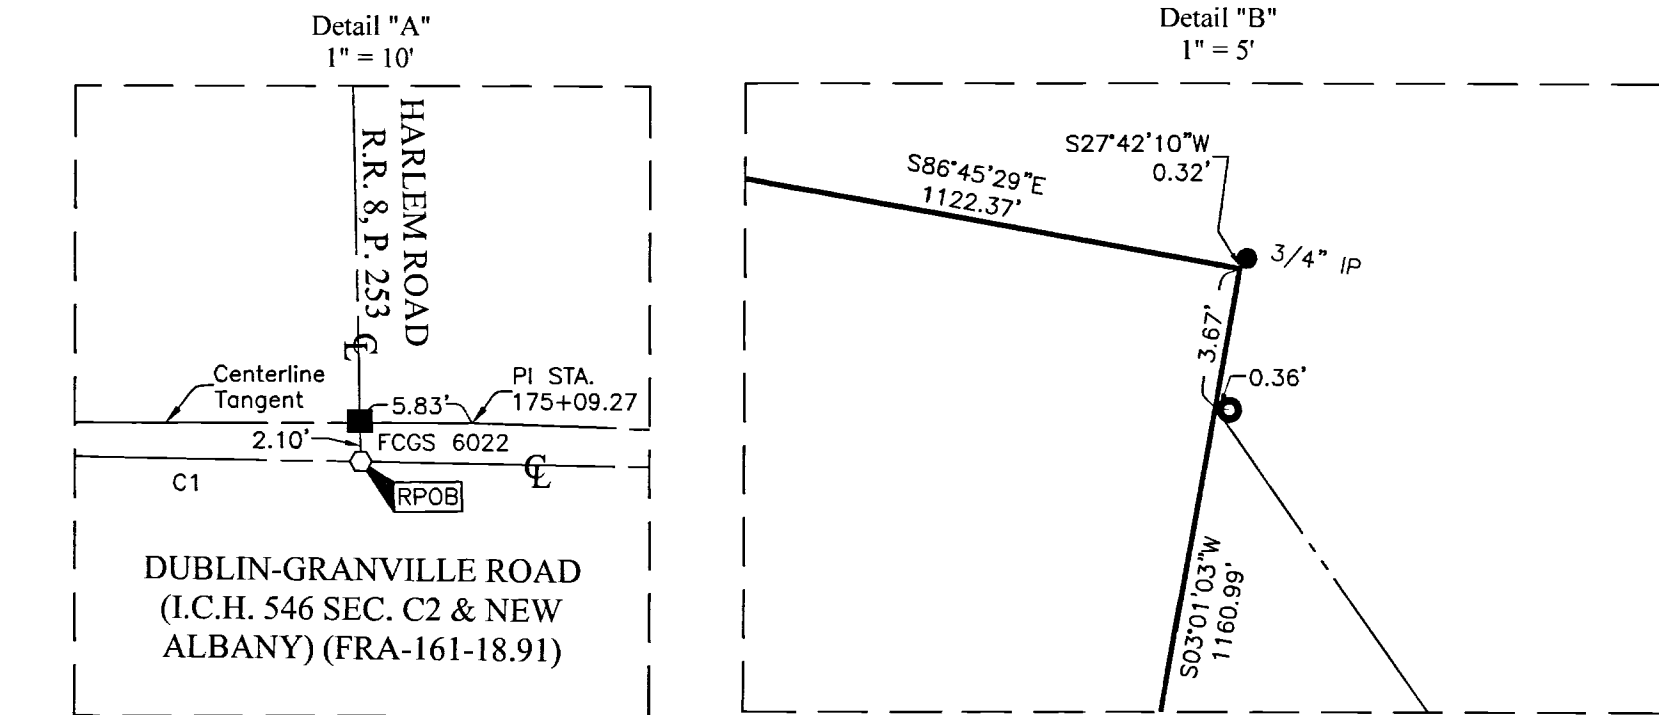 Detail "A"
1" = 10'
HARLEM ROAD
R.R. 8, P. 253
CL
Centerline
Tangent
5.83'
PI STA.
175+09.27
2.10'
FCGS 6022
C1
CL
RPOB
DUBLIN-GRANVILLE ROAD
(I.C.H. 546 SEC. C2 & NEW
ALBANY) (FRA-161-18.91)
Detail "B"
1" = 5'
S27°42'10"W
0.32'
S86°45'29"E
1122.37'
3/4" IP
3.67'
0.36'
S03°01'03"W
1160.99'